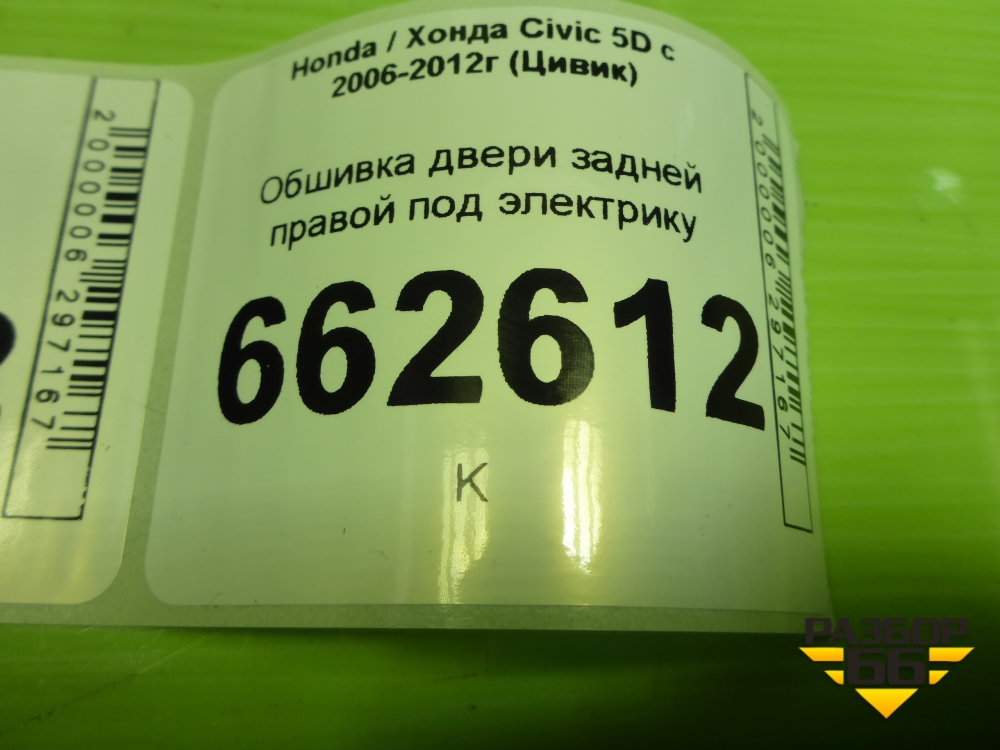 Honda / Хонда Civic 5D с
2006-2012г (Цивик)
Обшивка двери задней
правой под электрику
662612
К
2000006297167
2000006297167
РАЗБОР
66